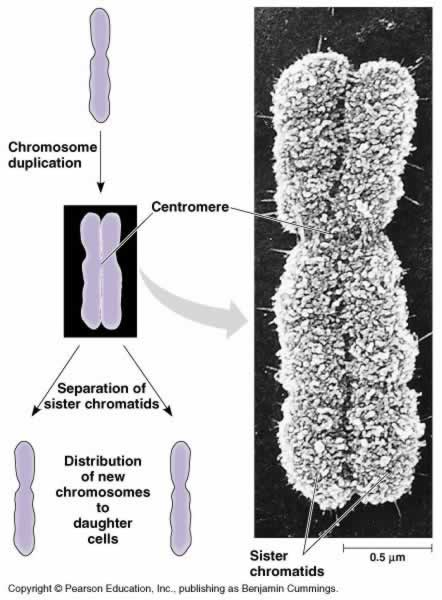 Chromosome
duplication
Centromere
Separation of
sister chromatids
Distribution
of new
chromosomes
to
daughter
cells
Sister
chromatids
0.5 μm
Copyright © Pearson Education, Inc., publishing as Benjamin Cummings.